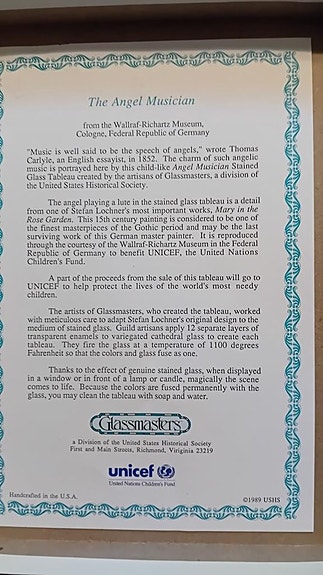 The Angel Musician
from the Wallraf-Richartz Museum,
Cologne, Federal Republic of Germany
"Music is well said to be the speech of angels," wrote Thomas
Carlyle, an English essayist, in 1852. The charm of such angelic
music is portrayed here by this child-like Angel Musician Stained
Glass Tableau created by the artisans of Glassmasters, a division of
the United States Historical Society.
The angel playing a lute in the stained glass tableau is a detail
from one of Stefan Lochner's most important works, Mary in the
Rose Garden. This 15th century painting is considered to be one of
the finest masterpieces of the Gothic period and may be the last
surviving work of this German master painter. It is reproduced
through the courtesy of the Wallraf-Richartz Museum in the Federal
Republic of Germany to benefit UNICEF, the United Nations
Children's Fund.
A part of the proceeds from the sale of this tableau will go to
UNICEF to help protect the lives of the world's most needy
children.
The artists of Glassmasters, who created the tableau, worked
with meticulous care to adapt Stefan Lochner's original design to the
medium of stained glass. Guild artisans apply 12 separate layers of
transparent enamels to variegated cathedral glass to create each
tableau. They fire the glass at a temperature of 1100 degrees
Fahrenheit so that the colors and glass fuse as one.
Thanks to the effect of genuine stained glass, when displayed
in a window or in front of a lamp or candle, magically the scene
comes to life. Because the colors are fused permanently with the
glass, you may clean the tableau with soap and water.
Glassmasters
a Division of the United States Historical Society
First and Main Streets, Richmond, Viriginia 23219
unicef
United Nations Children's Fund
Handcrafted in the U.S.A.
©1989 USHS